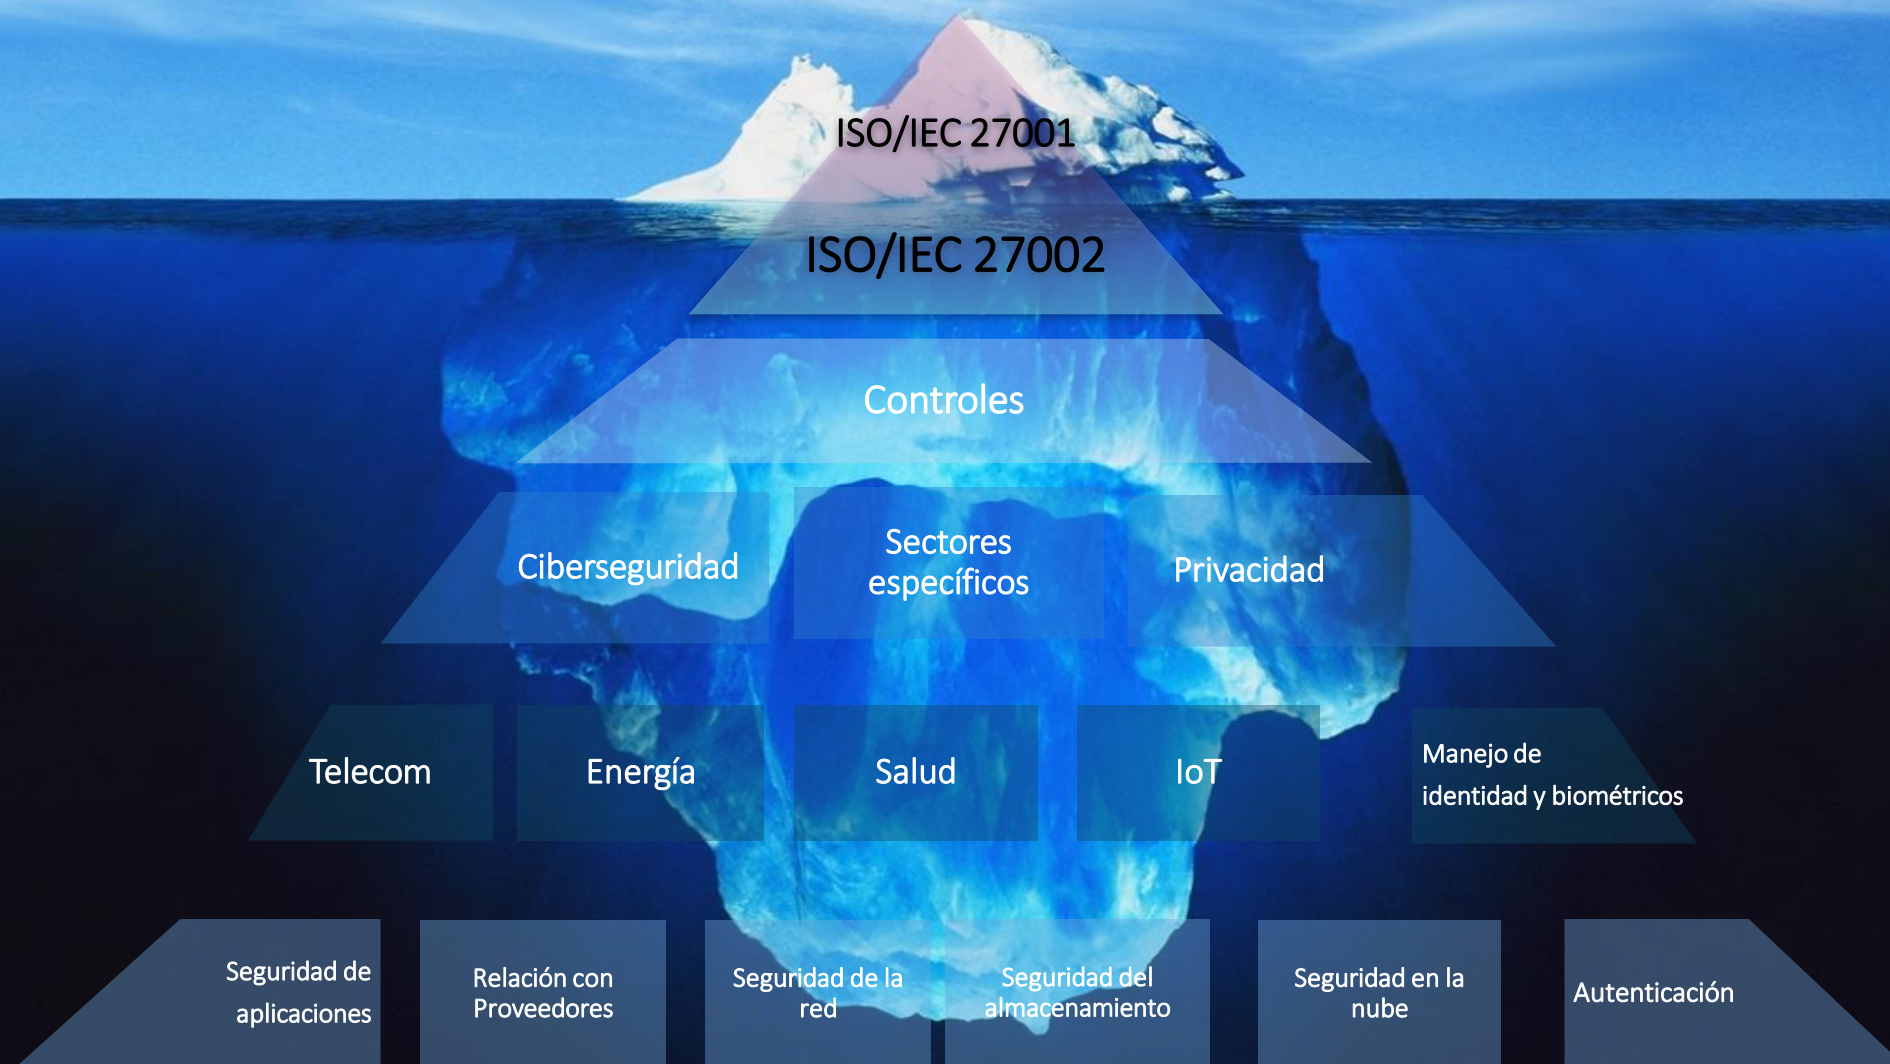 ISO/IEC 27001
ISO/IEC 27002
Controles
Ciberseguridad
Sectores
específicos
Privacidad
Telecom
Energía
Salud
IoT
Manejo de
identidad y biométricos
Seguridad de
aplicaciones
Relación con
Proveedores
Seguridad de la
red
Seguridad del
almacenamiento
Seguridad en la
nube
Autenticación